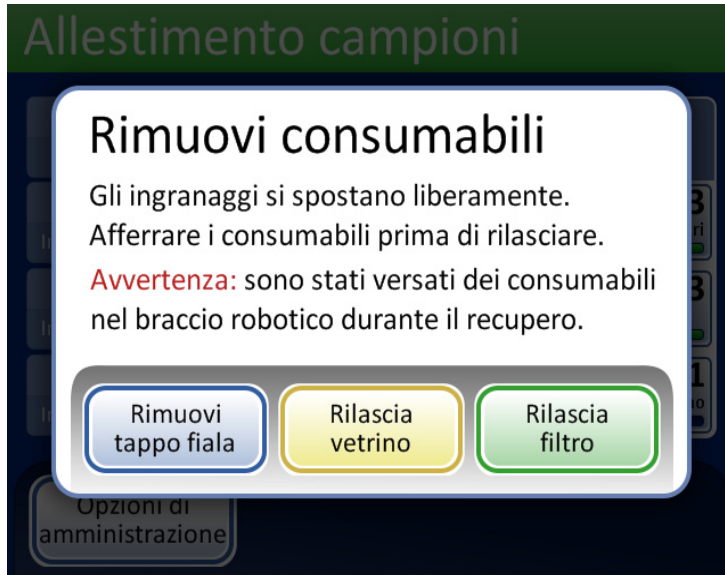 Allestimento campioni
Rimuovi consumabili
Gli ingranaggi si spostano liberamente.
Afferrare i consumabili prima di rilasciare.
Avvertenza: sono stati versati dei consumabili
nel braccio robotico durante il recupero.
Rimuovi
tappo fiala
Rilascia
vetrino
Rilascia
filtro
Opzioni di
amministrazione